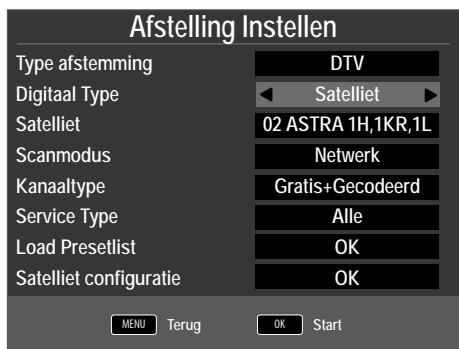 Afstelling Instellen
Type afstemming DTV
Digitaal Type Satelliet
Satelliet 02 ASTRA 1H,1KR,1L
Scanmodus Netwerk
Kanaaltype Gratis+Gecodeerd
Service Type Alle
Load Presetlist OK
Satelliet configuratie OK
MENU Terug OK Start